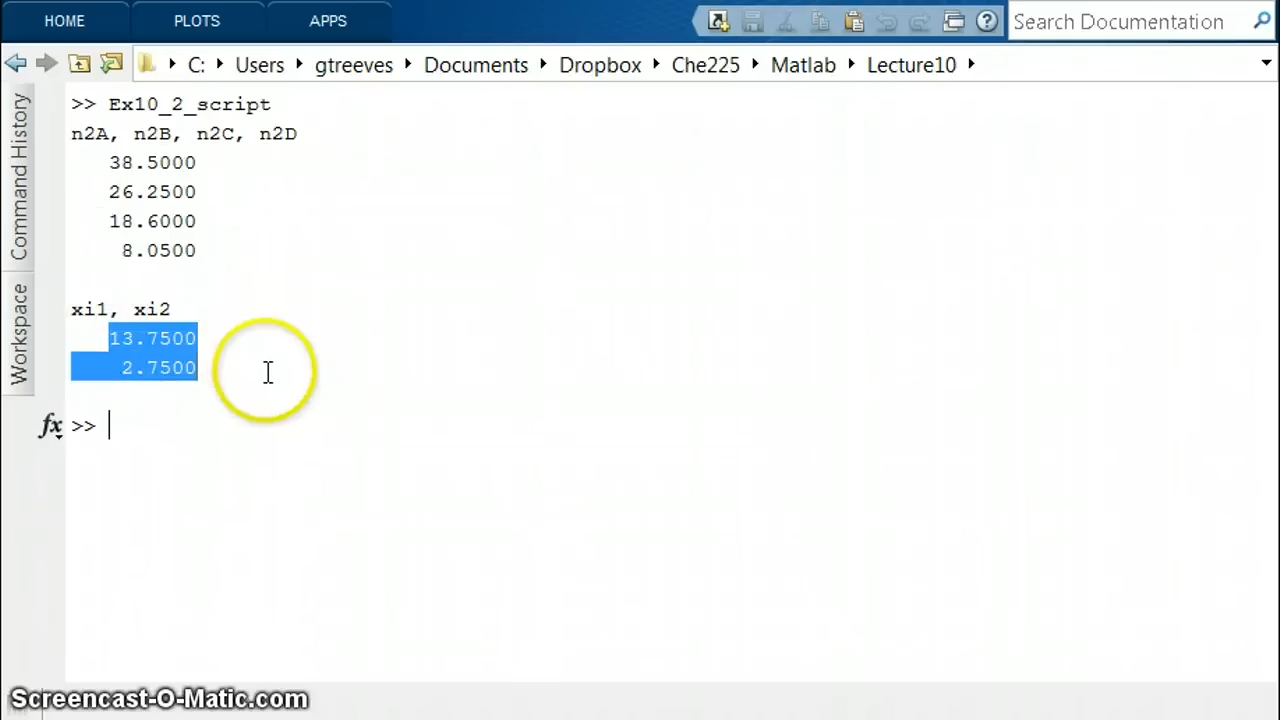 HOME PLOTS APPS Search Documentation
C: Users gtreeves Documents Dropbox Che225 Matlab Lecture10
Command History
Workspace
>> Ex10_2_script
n2A, n2B, n2C, n2D
38.5000
26.2500
18.6000
8.0500
xi1, xi2
13.7500
2.7500
fx >>
Screencast-O-Matic.com